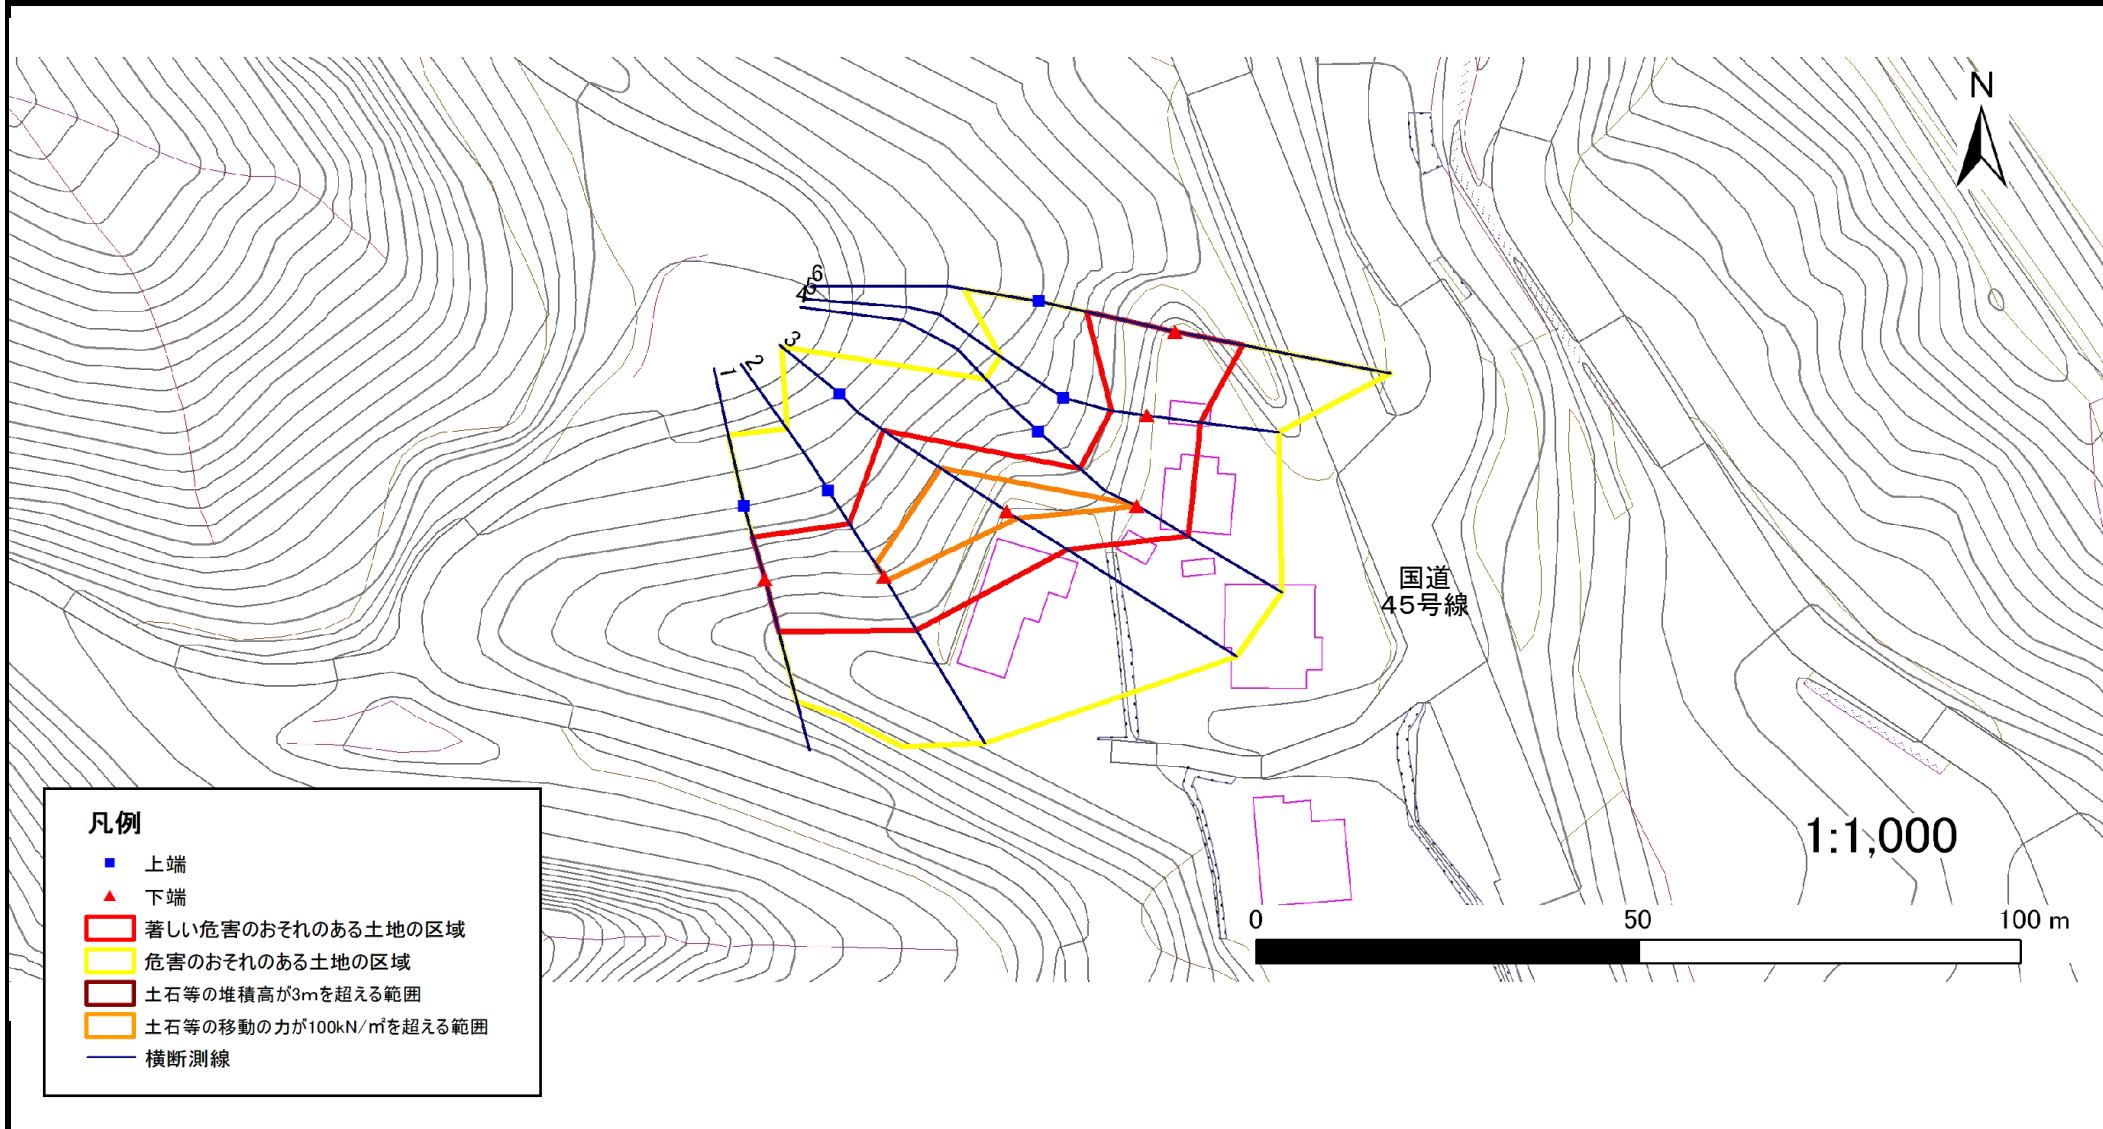 N
6
5
4
3
2
1
国道
45号線
1:1,000
0 50 100 m
凡例
上端
下端
著しい危害のおそれのある土地の区域
危害のおそれのある土地の区域
土石等の堆積高が3mを超える範囲
土石等の移動の力が100kN/㎡を超える範囲
横断測線